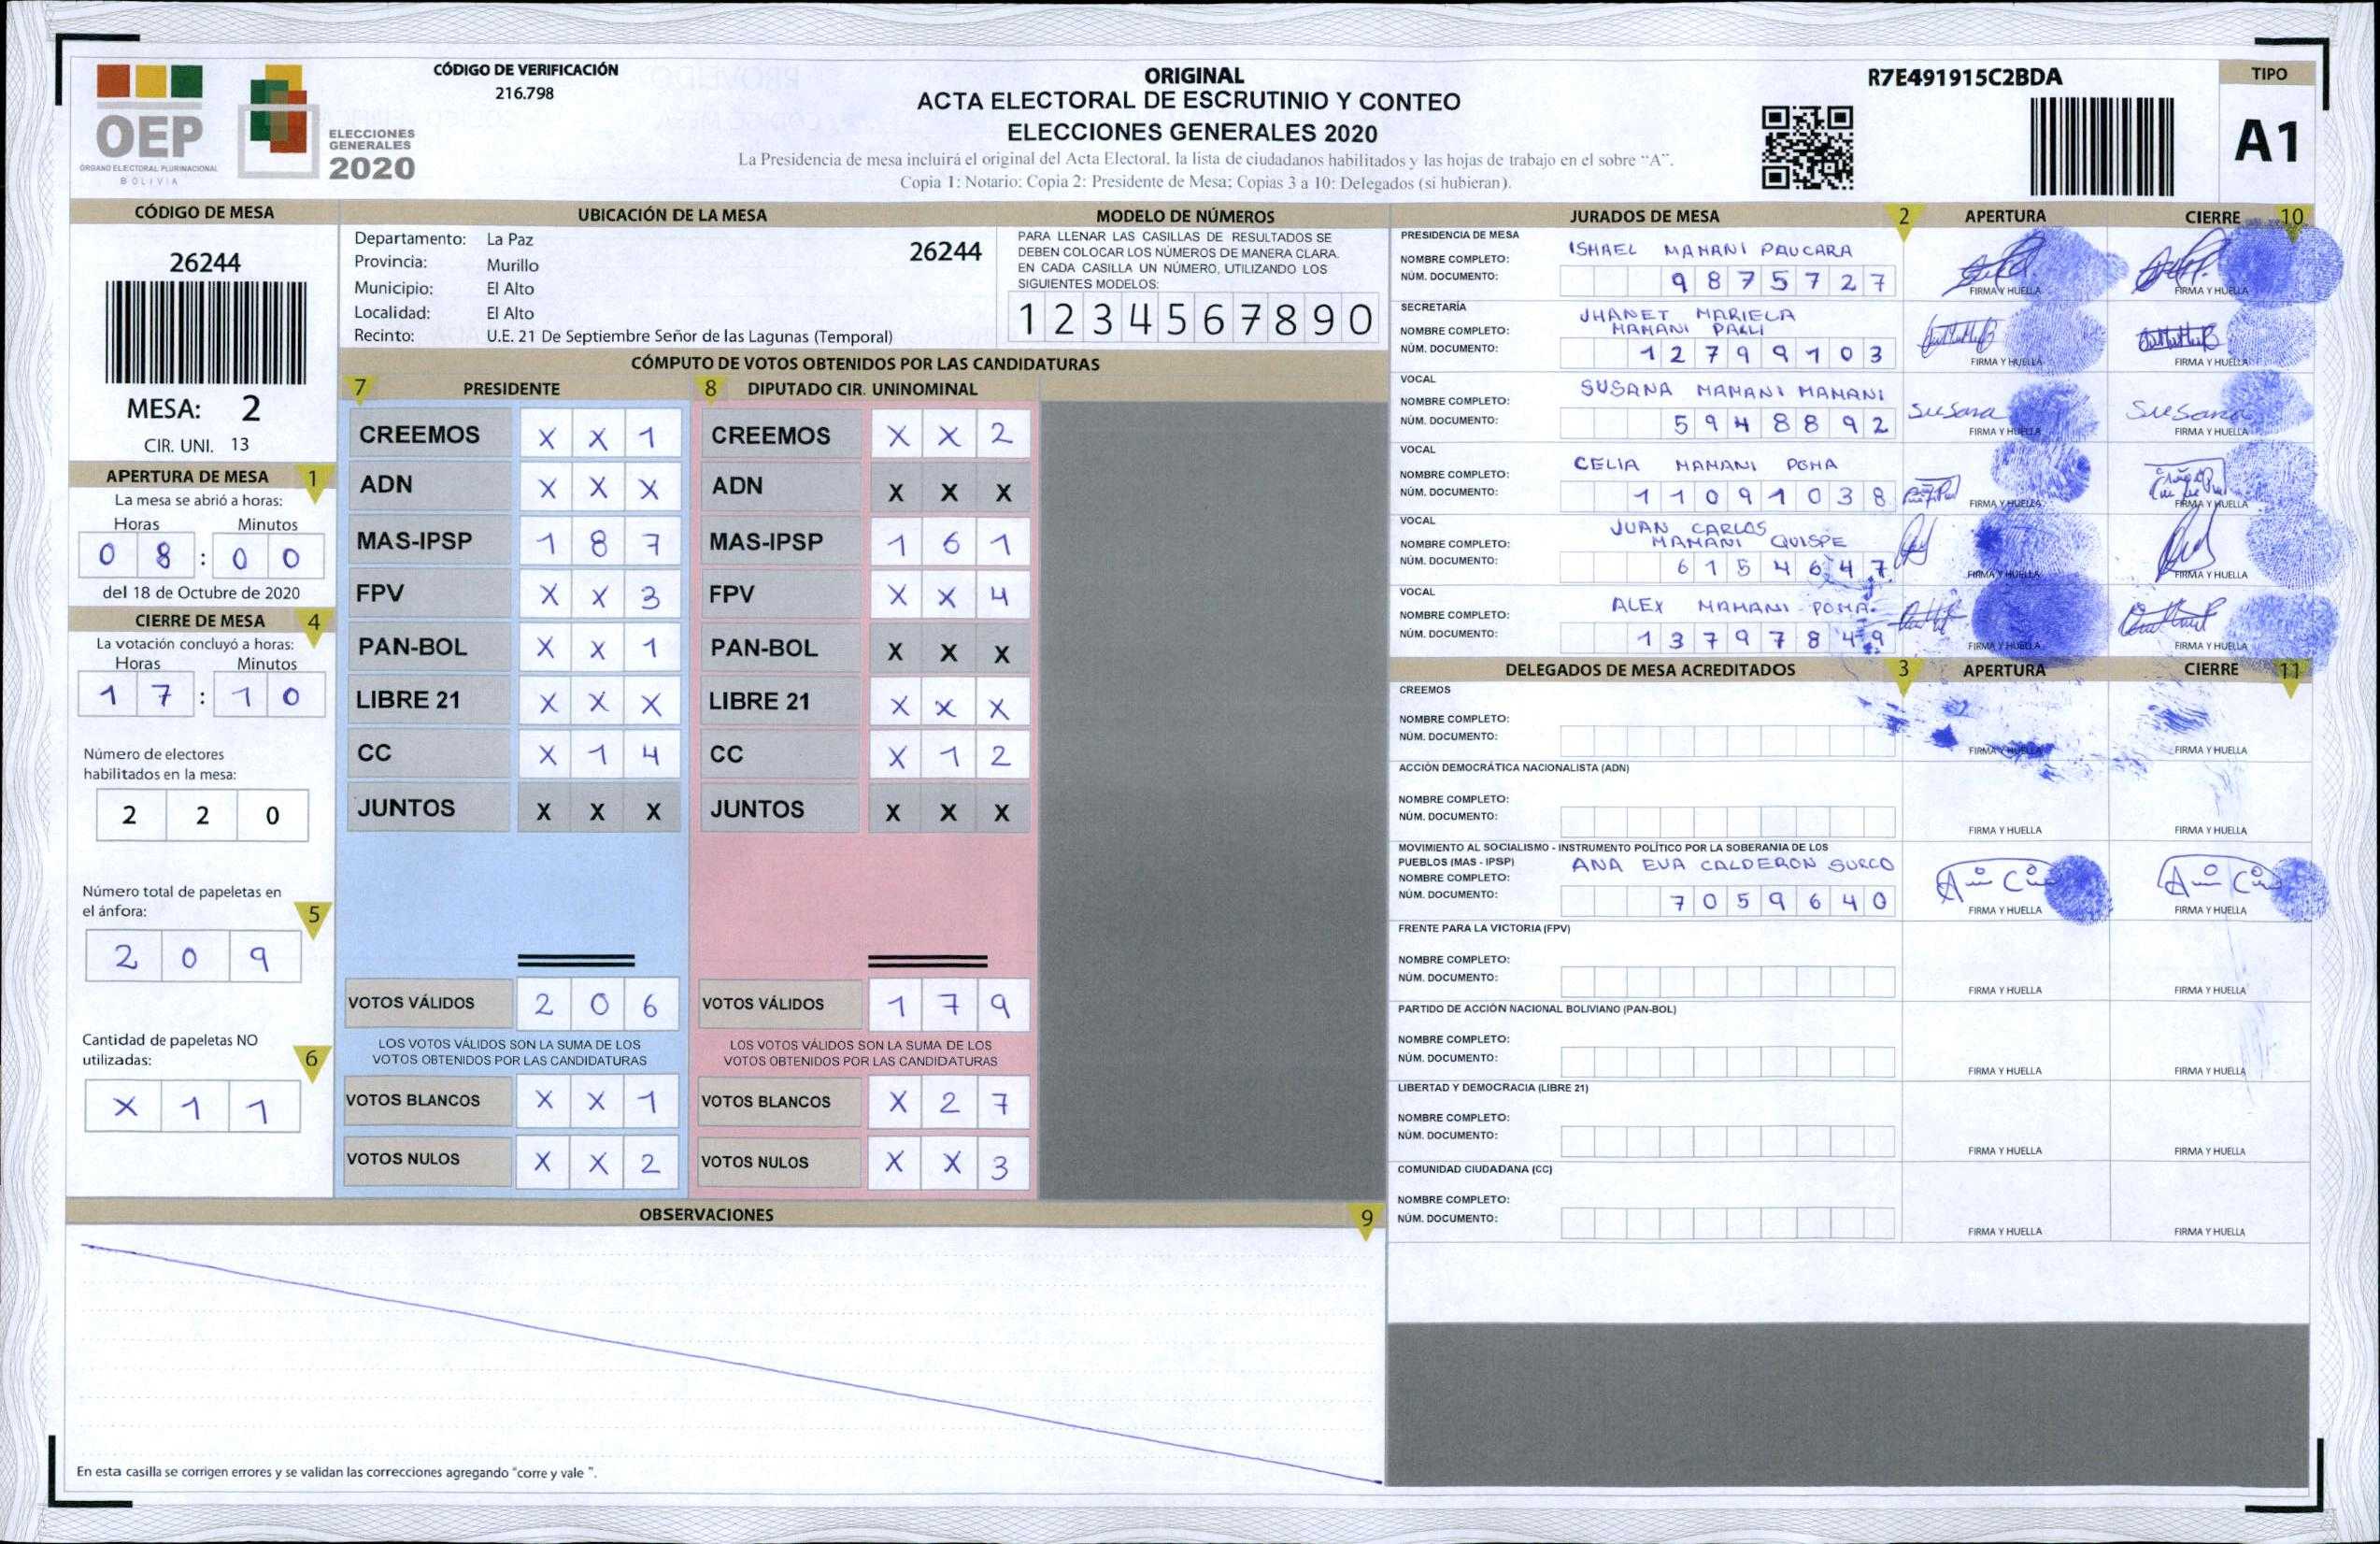 OEP
ÓRGANO ELECTORAL PLURINACIONAL
BOLIVIA
ELECCIONES
GENERALES
2020
CÓDIGO DE VERIFICACIÓN
216.798
ORIGINAL
ACTA ELECTORAL DE ESCRUTINIO Y CONTEO
ELECCIONES GENERALES 2020
La Presidencia de mesa incluirá el original del Acta Electoral, la lista de ciudadanos habilitados y las hojas de trabajo en el sobre "A".
Copia 1: Notario; Copia 2: Presidente de Mesa; Copias 3 a 10: Delegados (si hubieran).
R7E491915C2BDA
TIPO
A1
CÓDIGO DE MESA
26244
MESA: 2
CIR. UNI. 13
APERTURA DE MESA 1
La mesa se abrió a horas:
Horas Minutos
0 8 : 0 0
del 18 de Octubre de 2020
CIERRE DE MESA 4
La votación concluyó a horas:
Horas Minutos
1 7 : 1 0
Número de electores
habilitados en la mesa:
2 2 0
Número total de papeletas en
el ánfora: 5
2 0 9
Cantidad de papeletas NO
utilizadas: 6
X 1 1
UBICACIÓN DE LA MESA
Departamento: La Paz
26244
Provincia: Murillo
Municipio: El Alto
Localidad: El Alto
Recinto: U.E. 21 De Septiembre Señor de las Lagunas (Temporal)
MODELO DE NÚMEROS
PARA LLENAR LAS CASILLAS DE RESULTADOS SE
DEBEN COLOCAR LOS NÚMEROS DE MANERA CLARA.
EN CADA CASILLA UN NÚMERO, UTILIZANDO LOS
SIGUIENTES MODELOS:
1 2 3 4 5 6 7 8 9 0
CÓMPUTO DE VOTOS OBTENIDOS POR LAS CANDIDATURAS
7 PRESIDENTE
CREEMOS X X 1
ADN X X X
MAS-IPSP 1 8 7
FPV X X 3
PAN-BOL X X 1
LIBRE 21 X X X
CC X 1 4
JUNTOS X X X
VOTOS VÁLIDOS 2 0 6
LOS VOTOS VÁLIDOS SON LA SUMA DE LOS
VOTOS OBTENIDOS POR LAS CANDIDATURAS
VOTOS BLANCOS X X 1
VOTOS NULOS X X 2
8 DIPUTADO CIR. UNINOMINAL
CREEMOS X X 2
ADN X X X
MAS-IPSP 1 6 1
FPV X X 4
PAN-BOL X X X
LIBRE 21 X X X
CC X 1 2
JUNTOS X X X
VOTOS VÁLIDOS 1 7 9
LOS VOTOS VÁLIDOS SON LA SUMA DE LOS
VOTOS OBTENIDOS POR LAS CANDIDATURAS
VOTOS BLANCOS X 2 7
VOTOS NULOS X X 3
OBSERVACIONES 9
En esta casilla se corrigen errores y se validan las correcciones agregando "corre y vale ".
JURADOS DE MESA 2 APERTURA CIERRE 10
PRESIDENCIA DE MESA
NOMBRE COMPLETO: ISMAEL MAMANI PAUCARA
NÚM. DOCUMENTO: 9 8 7 5 7 2 7
FIRMA Y HUELLA FIRMA Y HUELLA
SECRETARÍA
NOMBRE COMPLETO: JHANET MARIELA
MAMANI PALLI
NÚM. DOCUMENTO: 1 2 7 9 9 1 0 3
FIRMA Y HUELLA FIRMA Y HUELLA
VOCAL
NOMBRE COMPLETO: SUSANA MAMANI MAMANI
NÚM. DOCUMENTO: 5 9 4 8 8 9 2
Susana Susana
FIRMA Y HUELLA FIRMA Y HUELLA
VOCAL
NOMBRE COMPLETO: CELIA MAMANI POMA
NÚM. DOCUMENTO: 1 1 0 9 1 0 3 8
FIRMA Y HUELLA FIRMA Y HUELLA
VOCAL
NOMBRE COMPLETO: JUAN CARLOS
MAMANI QUISPE
NÚM. DOCUMENTO: 6 1 5 4 6 4 7
FIRMA Y HUELLA FIRMA Y HUELLA
VOCAL
NOMBRE COMPLETO: ALEX MAMANI POMA
NÚM. DOCUMENTO: 1 3 7 9 7 8 4 9
FIRMA Y HUELLA FIRMA Y HUELLA
DELEGADOS DE MESA ACREDITADOS 3 APERTURA CIERRE 11
CREEMOS
NOMBRE COMPLETO:
NÚM. DOCUMENTO:
FIRMA Y HUELLA FIRMA Y HUELLA
ACCIÓN DEMOCRÁTICA NACIONALISTA (ADN)
NOMBRE COMPLETO:
NÚM. DOCUMENTO:
FIRMA Y HUELLA FIRMA Y HUELLA
MOVIMIENTO AL SOCIALISMO - INSTRUMENTO POLÍTICO POR LA SOBERANIA DE LOS
PUEBLOS (MAS - IPSP)
NOMBRE COMPLETO: ANA EVA CALDERON SURCO
NÚM. DOCUMENTO: 7 0 5 9 6 4 0
FIRMA Y HUELLA FIRMA Y HUELLA
FRENTE PARA LA VICTORIA (FPV)
NOMBRE COMPLETO:
NÚM. DOCUMENTO:
FIRMA Y HUELLA FIRMA Y HUELLA
PARTIDO DE ACCIÓN NACIONAL BOLIVIANO (PAN-BOL)
NOMBRE COMPLETO:
NÚM. DOCUMENTO:
FIRMA Y HUELLA FIRMA Y HUELLA
LIBERTAD Y DEMOCRACIA (LIBRE 21)
NOMBRE COMPLETO:
NÚM. DOCUMENTO:
FIRMA Y HUELLA FIRMA Y HUELLA
COMUNIDAD CIUDADANA (CC)
NOMBRE COMPLETO:
NÚM. DOCUMENTO:
FIRMA Y HUELLA FIRMA Y HUELLA